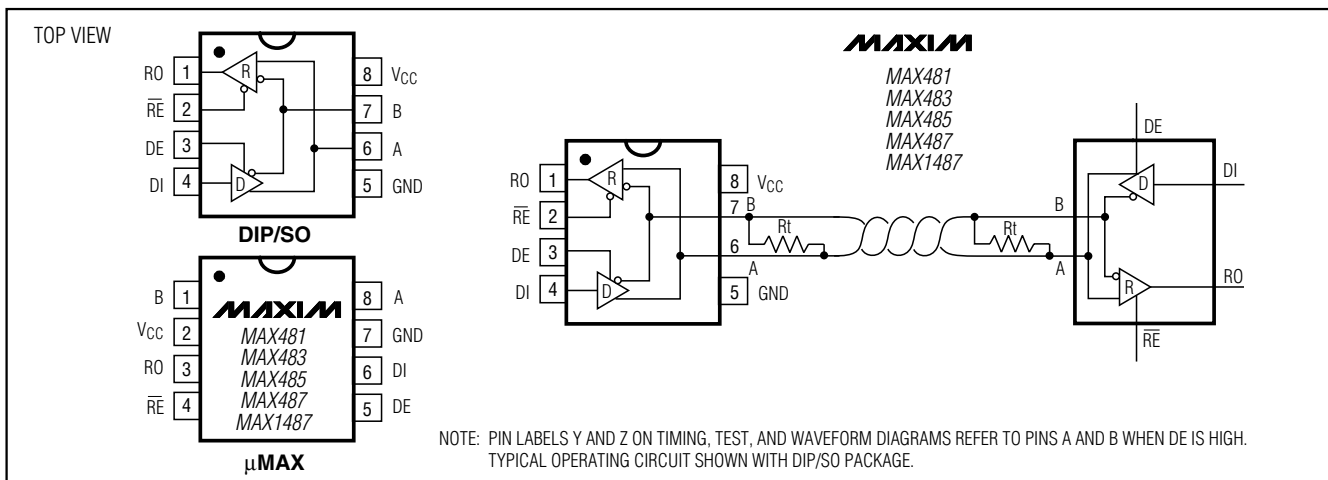 TOP VIEW
RO 1
R̅E̅ 2
DE 3
DI 4
8 VCC
7 B
6 A
5 GND
R
D
DIP/SO
B 1
VCC 2
RO 3
R̅E̅ 4
8 A
7 GND
6 DI
5 DE
MAXIM
MAX481
MAX483
MAX485
MAX487
MAX1487
µMAX
MAXIM
MAX481
MAX483
MAX485
MAX487
MAX1487
RO 1
R̅E̅ 2
DE 3
DI 4
R
D
8 VCC
7 B
6
A
5 GND
Rt
Rt
B
A
DE
D
DI
R
RO
R̅E̅
NOTE: PIN LABELS Y AND Z ON TIMING, TEST, AND WAVEFORM DIAGRAMS REFER TO PINS A AND B WHEN DE IS HIGH.
TYPICAL OPERATING CIRCUIT SHOWN WITH DIP/SO PACKAGE.